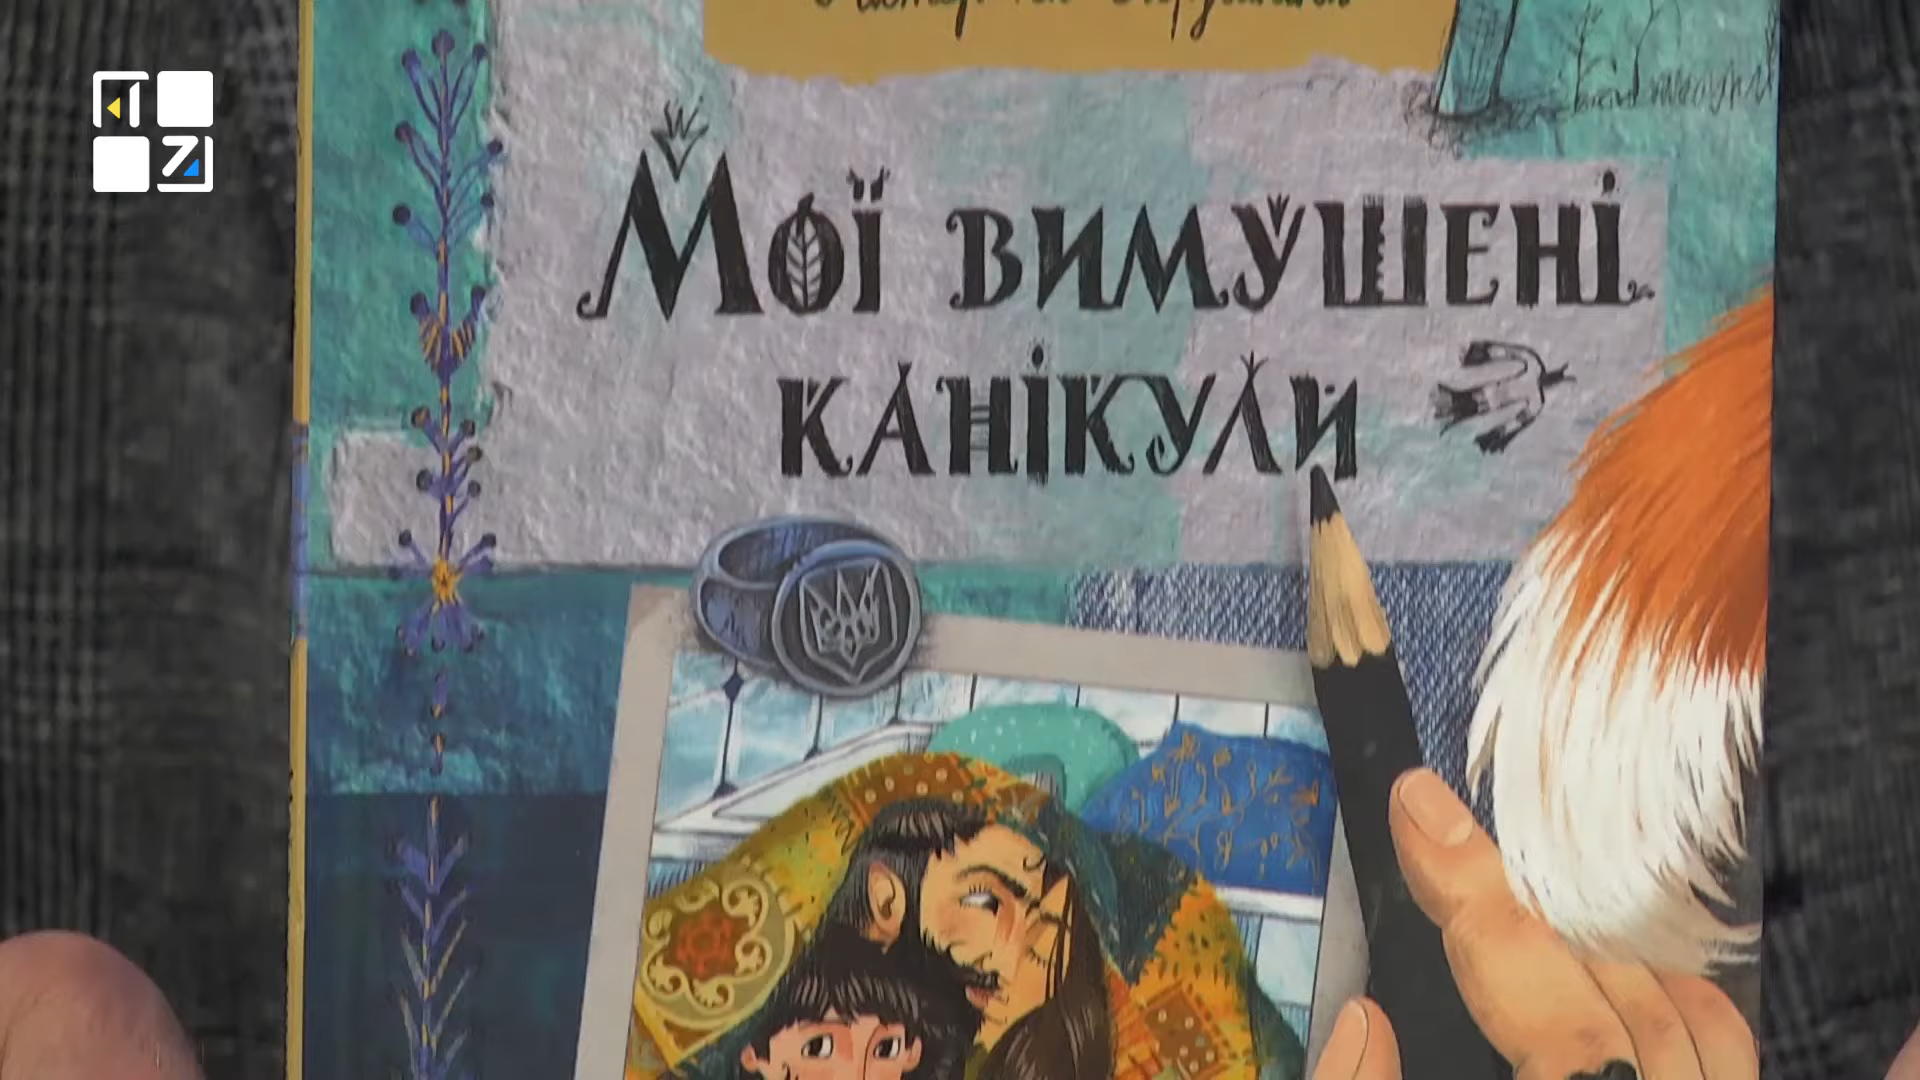 Мої вимушені
канікули